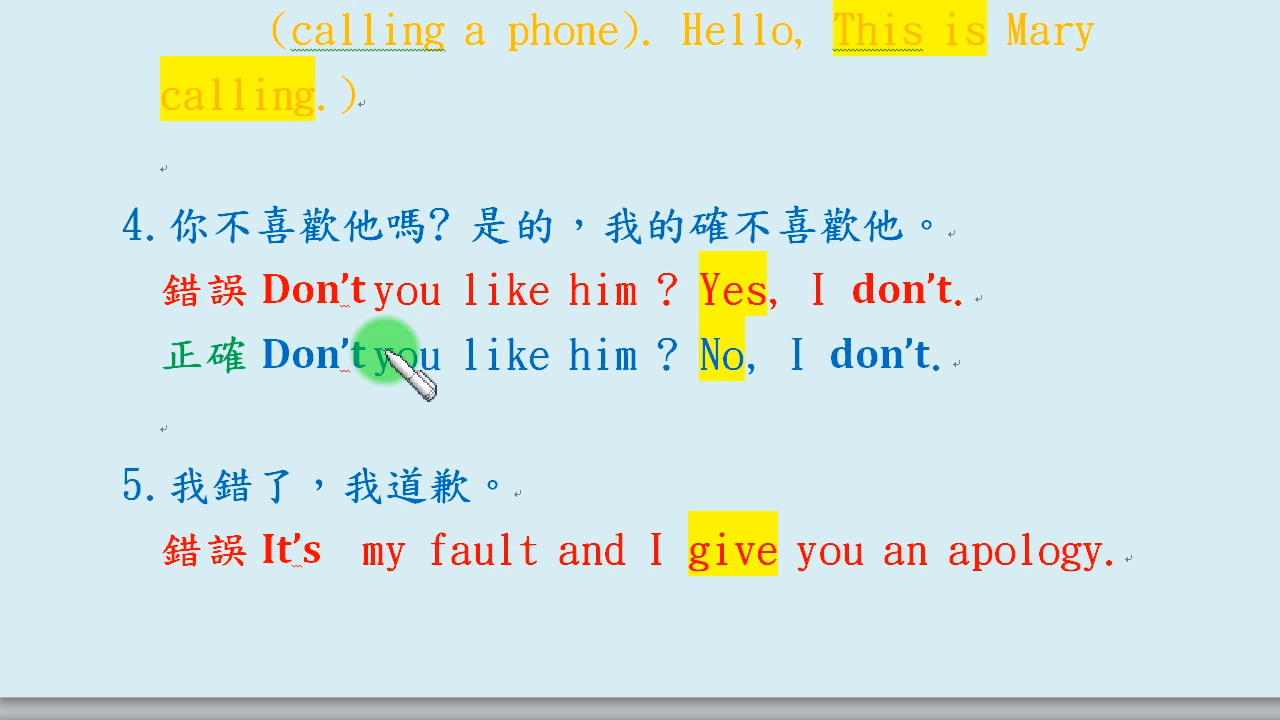 (calling a phone). Hello, This is Mary
calling.)
4.你不喜歡他嗎? 是的，我的確不喜歡他。
錯誤 Don't you like him ? Yes, I don't.
正確 Don't you like him ? No, I don't.
5.我錯了，我道歉。
錯誤 It's my fault and I give you an apology.